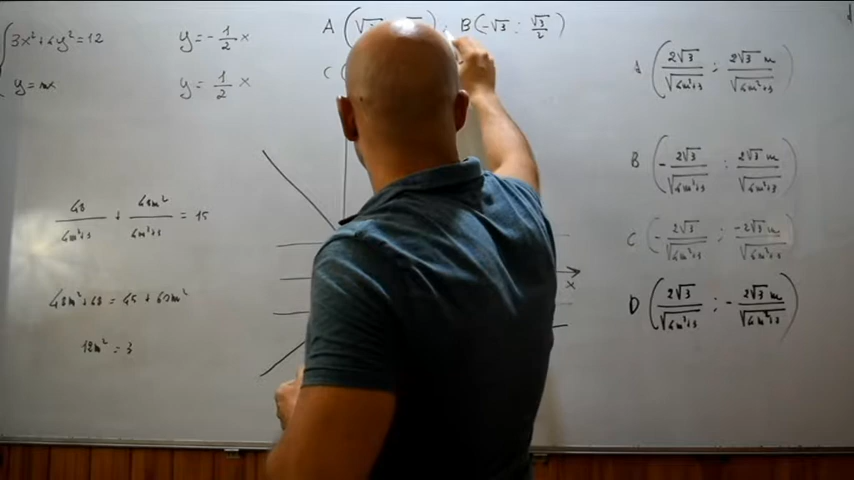 3x²+4y²=12
y=mx
y = -1/2 x
y = 1/2 x
A (√3
B(-√3 ; √3/2)
C (
48/(4m²+3) + 48m²/(4m²+3) = 15
48m²+48 = 45 + 60m²
12m² = 3
x
A (2√3/√(4m²+3) ; 2√3 m/√(4m²+3))
B (-2√3/√(4m²+3) ; 2√3 m/√(4m²+3))
C (-2√3/√(4m²+3) ; -2√3 m/√(4m²+3))
D (2√3/√(4m²+3) ; -2√3 m/√(4m²+3))